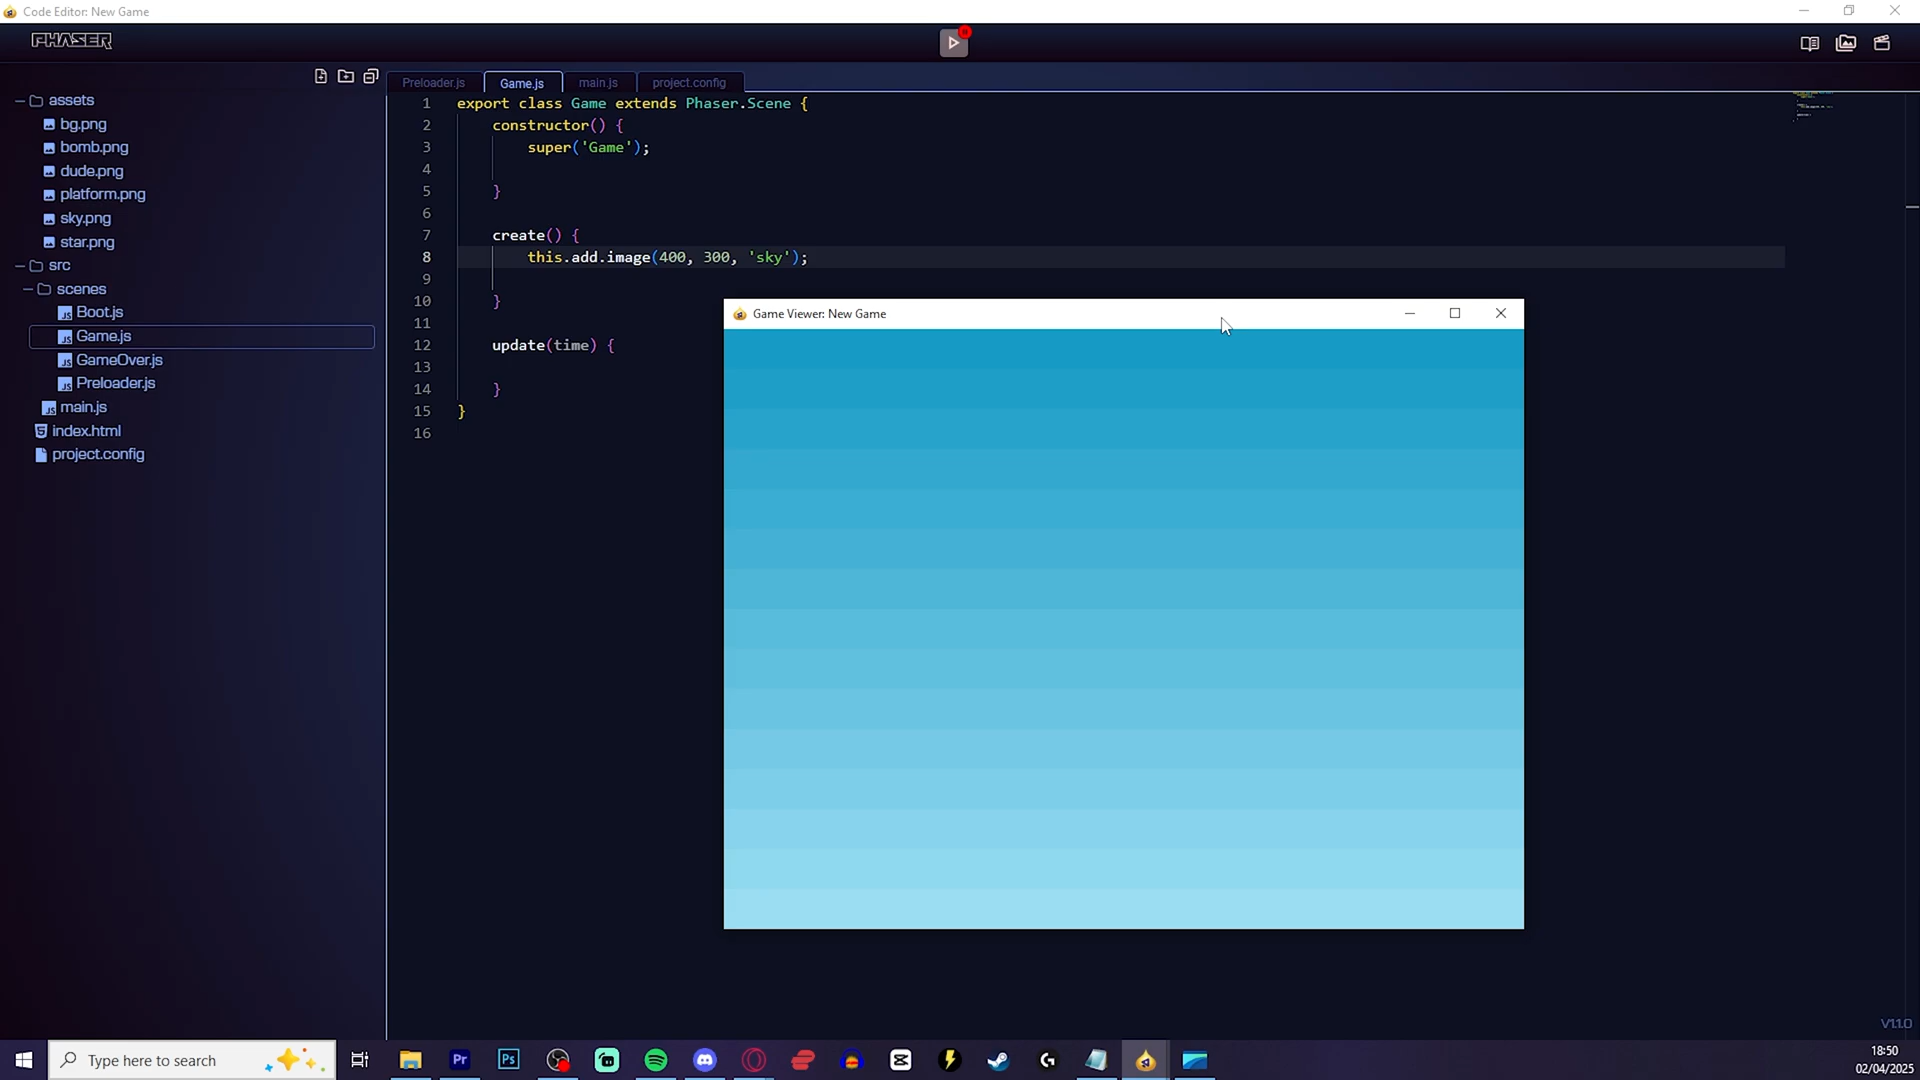 Code Editor: New Game
PHASER
assets
bg.png
bomb.png
dude.png
platform.png
sky.png
star.png
src
scenes
Boot.js
Game.js
GameOver.js
Preloader.js
main.js
index.html
project.config
Preloader.js
Game.js
main.js
project.config
1 export class Game extends Phaser.Scene {
2 constructor() {
3 super('Game');
4
5 }
6
7 create() {
8 this.add.image(400, 300, 'sky');
9
10 }
11
12 update(time) {
13
14 }
15 }
16
Game Viewer: New Game
V1.1.0
Type here to search
Pr
Ps
18:50
02/04/2025